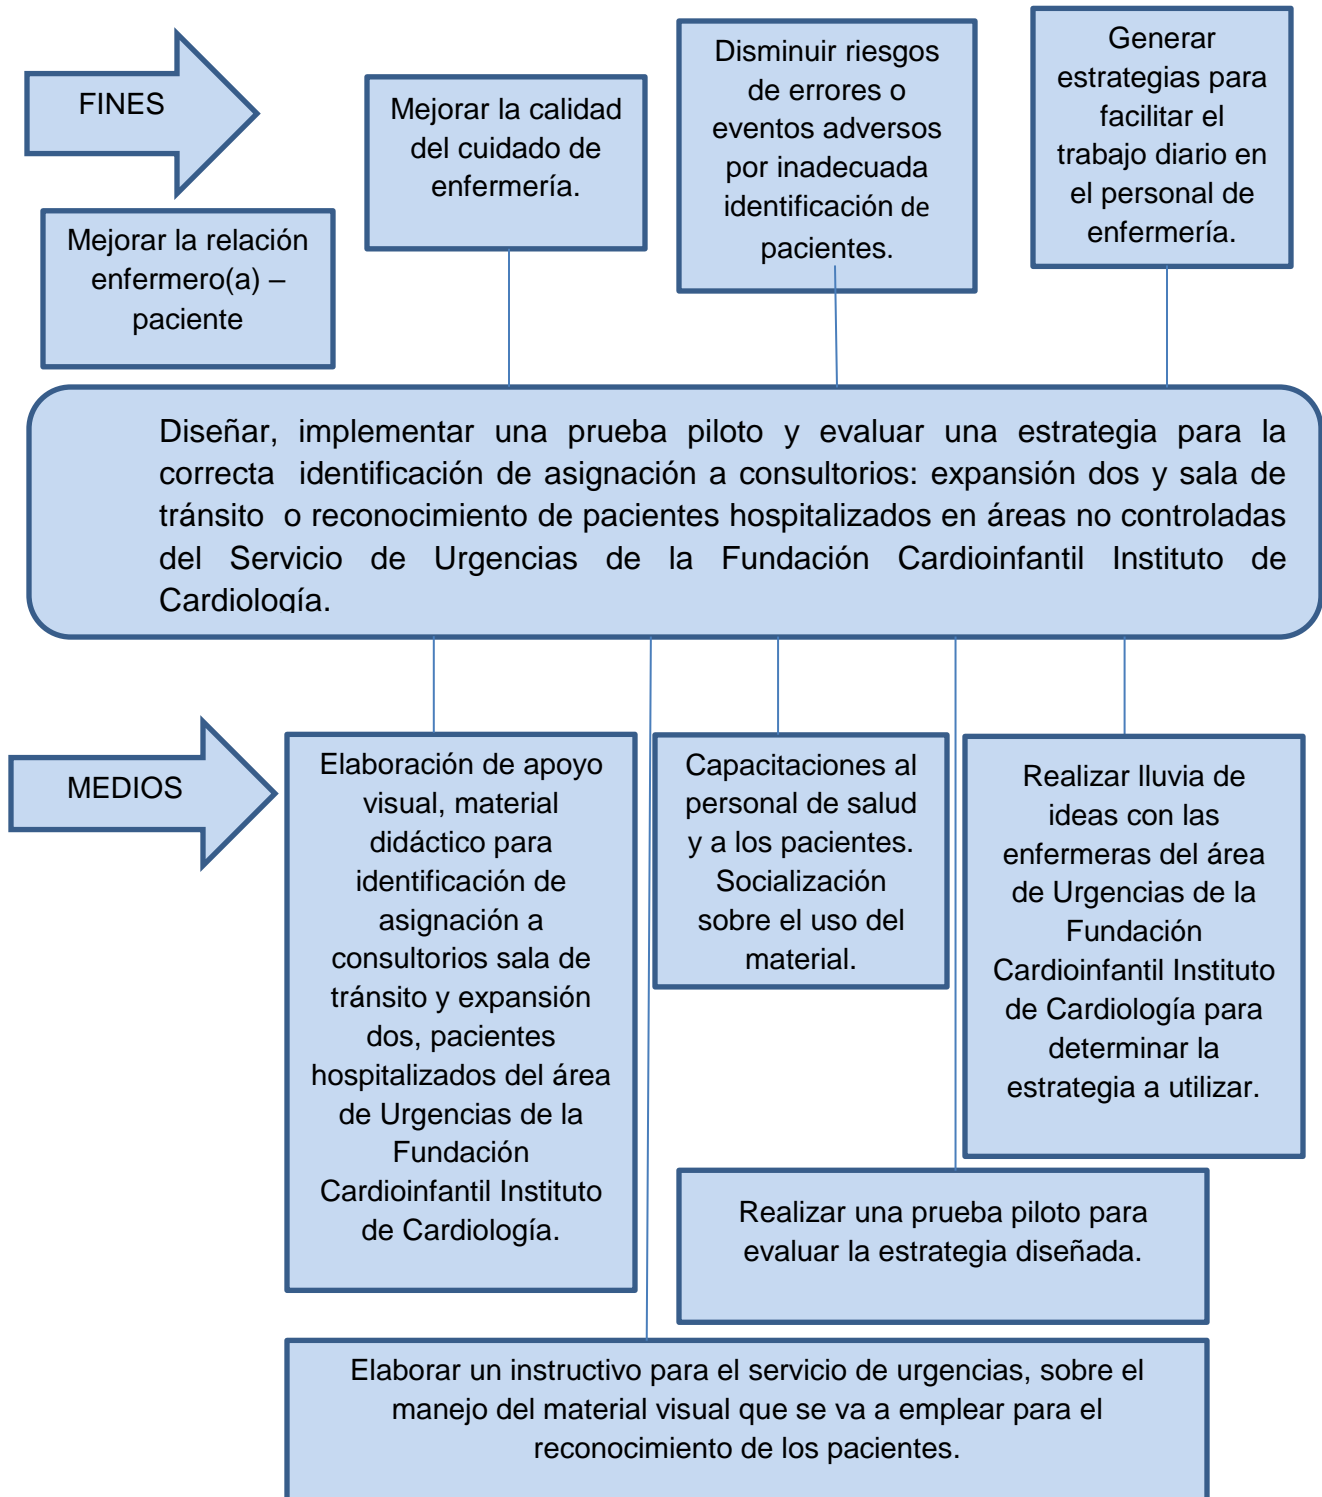 FINES
Mejorar la relación
enfermero(a) –
paciente
Mejorar la calidad
del cuidado de
enfermería.
Disminuir riesgos
de errores o
eventos adversos
por inadecuada
identificación de
pacientes.
Generar
estrategias para
facilitar el
trabajo diario en
el personal de
enfermería.
Diseñar, implementar una prueba piloto y evaluar una estrategia para la
correcta identificación de asignación a consultorios: expansión dos y sala de
tránsito o reconocimiento de pacientes hospitalizados en áreas no controladas
del Servicio de Urgencias de la Fundación Cardioinfantil Instituto de
Cardiología.
MEDIOS
Elaboración de apoyo
visual, material
didáctico para
identificación de
asignación a
consultorios sala de
tránsito y expansión
dos, pacientes
hospitalizados del área
de Urgencias de la
Fundación
Cardioinfantil Instituto
de Cardiología.
Capacitaciones al
personal de salud
y a los pacientes.
Socialización
sobre el uso del
material.
Realizar lluvia de
ideas con las
enfermeras del área
de Urgencias de la
Fundación
Cardioinfantil Instituto
de Cardiología para
determinar la
estrategia a utilizar.
Realizar una prueba piloto para
evaluar la estrategia diseñada.
Elaborar un instructivo para el servicio de urgencias, sobre el
manejo del material visual que se va a emplear para el
reconocimiento de los pacientes.